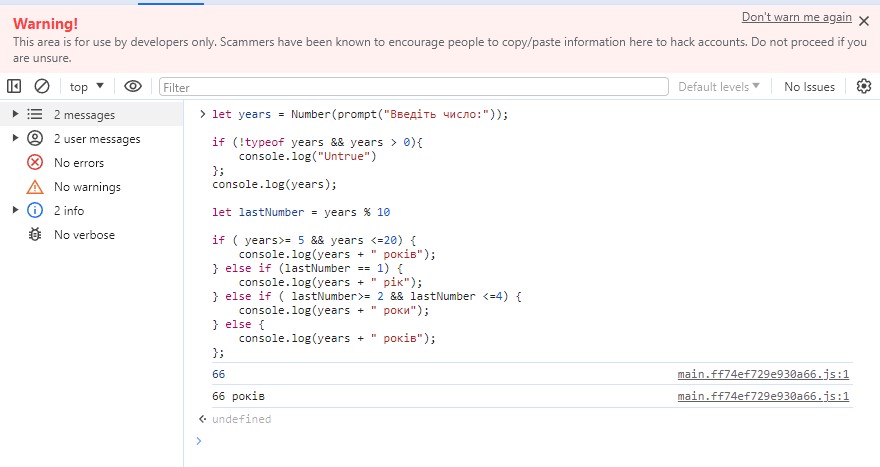 Warning!
Don't warn me again
This area is for use by developers only. Scammers have been known to encourage people to copy/paste information here to hack accounts. Do not proceed if you
are unsure.
top
Filter
Default levels
No Issues
2 messages
2 user messages
No errors
No warnings
2 info
No verbose
let years = Number(prompt("Введіть число:"));
if (!typeof years && years > 0){
console.log("Untrue")
};
console.log(years);
let lastNumber = years % 10
if ( years>= 5 && years <=20) {
console.log(years + " років");
} else if (lastNumber == 1) {
console.log(years + " рік");
} else if ( lastNumber>= 2 && lastNumber <=4) {
console.log(years + " роки");
} else {
console.log(years + " років");
};
66 main.ff74ef729e930a66.js:1
66 років main.ff74ef729e930a66.js:1
undefined